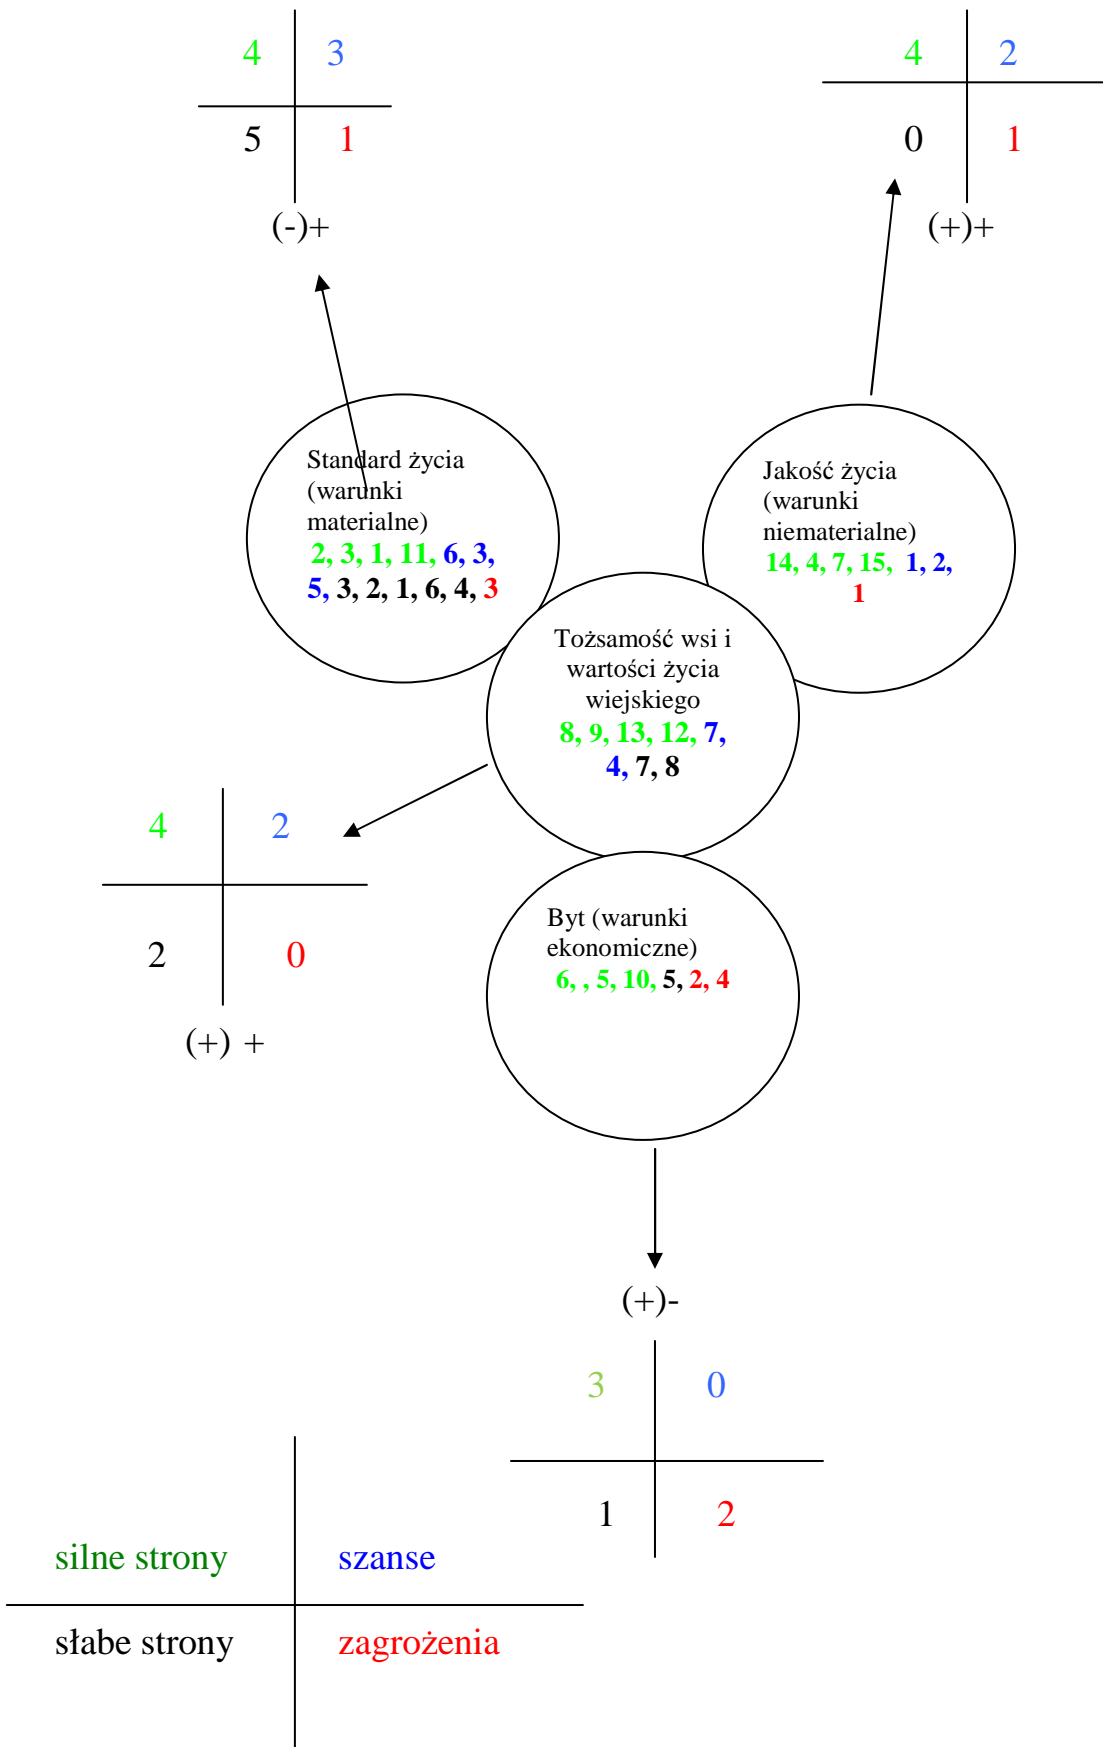 4 3
5 1
(-)+
4 2
0 1
(+)+
Standard życia
(warunki
materialne)
2, 3, 1, 11, 6, 3,
5, 3, 2, 1, 6, 4, 3
Jakość życia
(warunki
niematerialne)
14, 4, 7, 15, 1, 2,
1
Tożsamość wsi i
wartości życia
wiejskiego
8, 9, 13, 12, 7,
4, 7, 8
4 2
2 0
(+) +
Byt (warunki
ekonomiczne)
6, , 5, 10, 5, 2, 4
(+)-
3 0
1 2
silne strony szanse
słabe strony zagrożenia